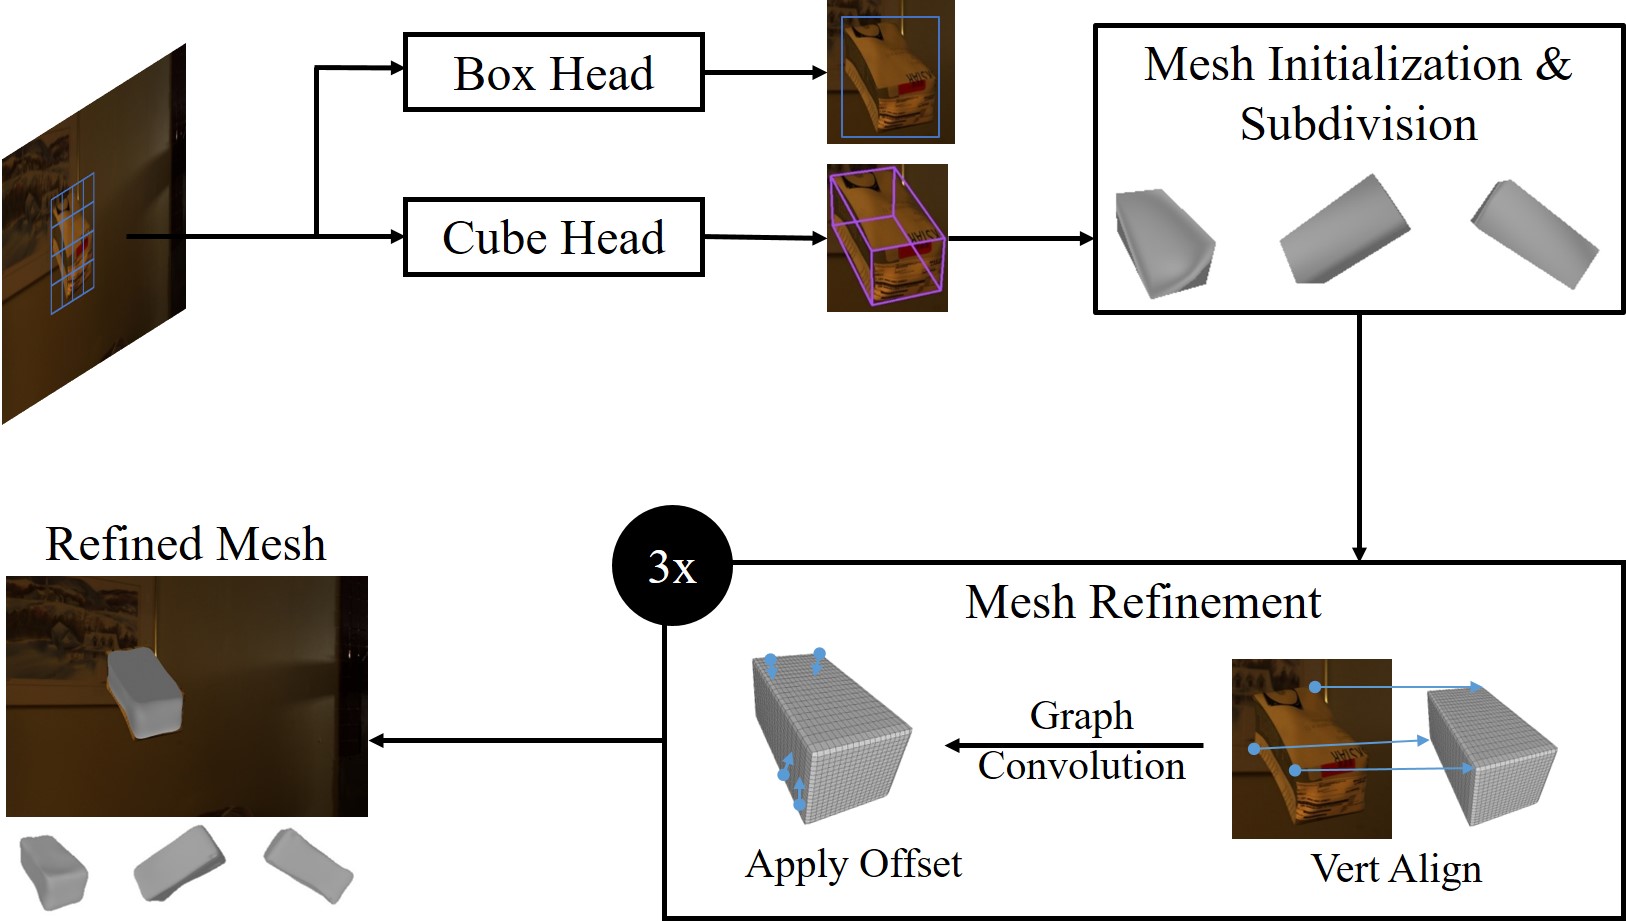 Box Head
Cube Head
Mesh Initialization &
Subdivision
Refined Mesh
3x
Mesh Refinement
Graph
Convolution
Apply Offset
Vert Align